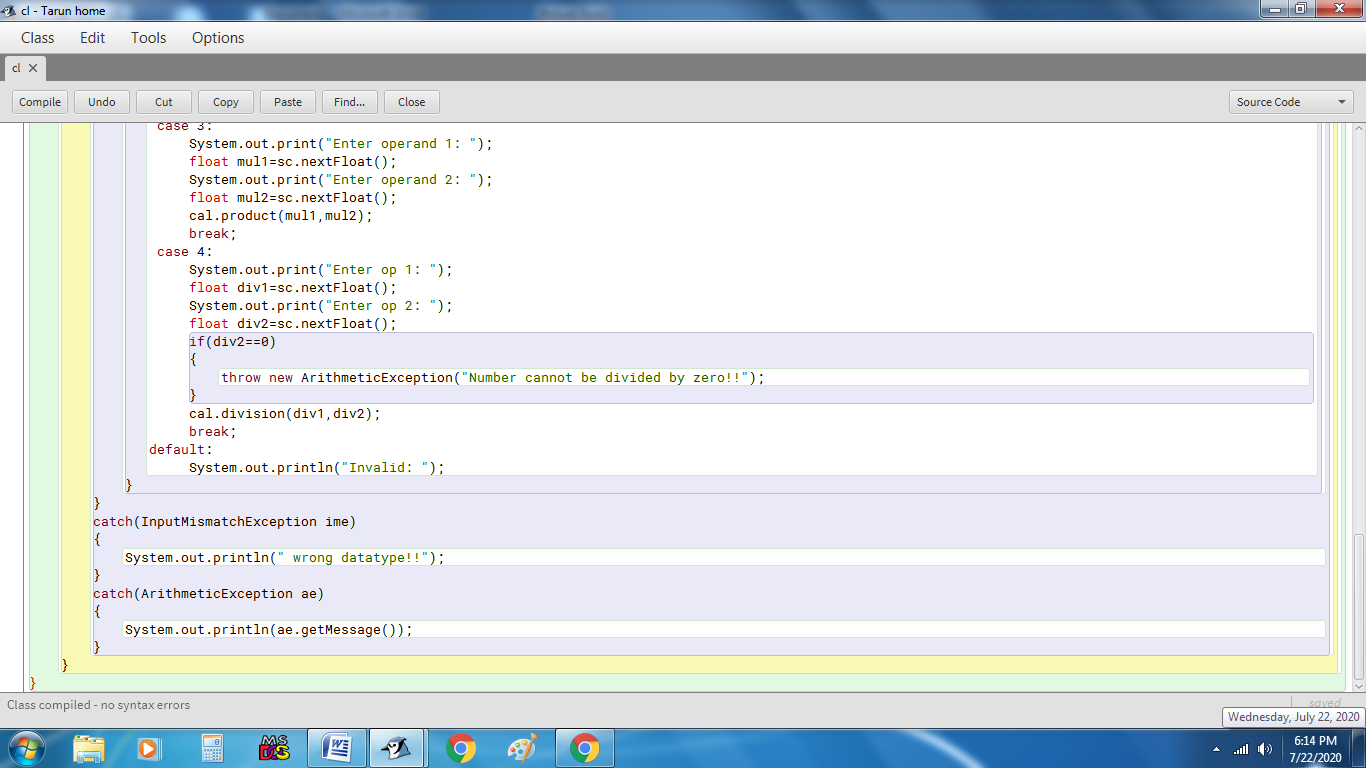 cl - Tarun home
Class Edit Tools Options
cl ✕
Compile Undo Cut Copy Paste Find... Close Source Code
case 3:
System.out.print("Enter operand 1: ");
float mul1=sc.nextFloat();
System.out.print("Enter operand 2: ");
float mul2=sc.nextFloat();
cal.product(mul1,mul2);
break;
case 4:
System.out.print("Enter op 1: ");
float div1=sc.nextFloat();
System.out.print("Enter op 2: ");
float div2=sc.nextFloat();
if(div2==0)
{
throw new ArithmeticException("Number cannot be divided by zero!!");
}
cal.division(div1,div2);
break;
default:
System.out.println("Invalid: ");
}
}
catch(InputMismatchException ime)
{
System.out.println(" wrong datatype!!");
}
catch(ArithmeticException ae)
{
System.out.println(ae.getMessage());
}
}
}
Class compiled - no syntax errors
saved
Wednesday, July 22, 2020
MS DOS
6:14 PM
7/22/2020